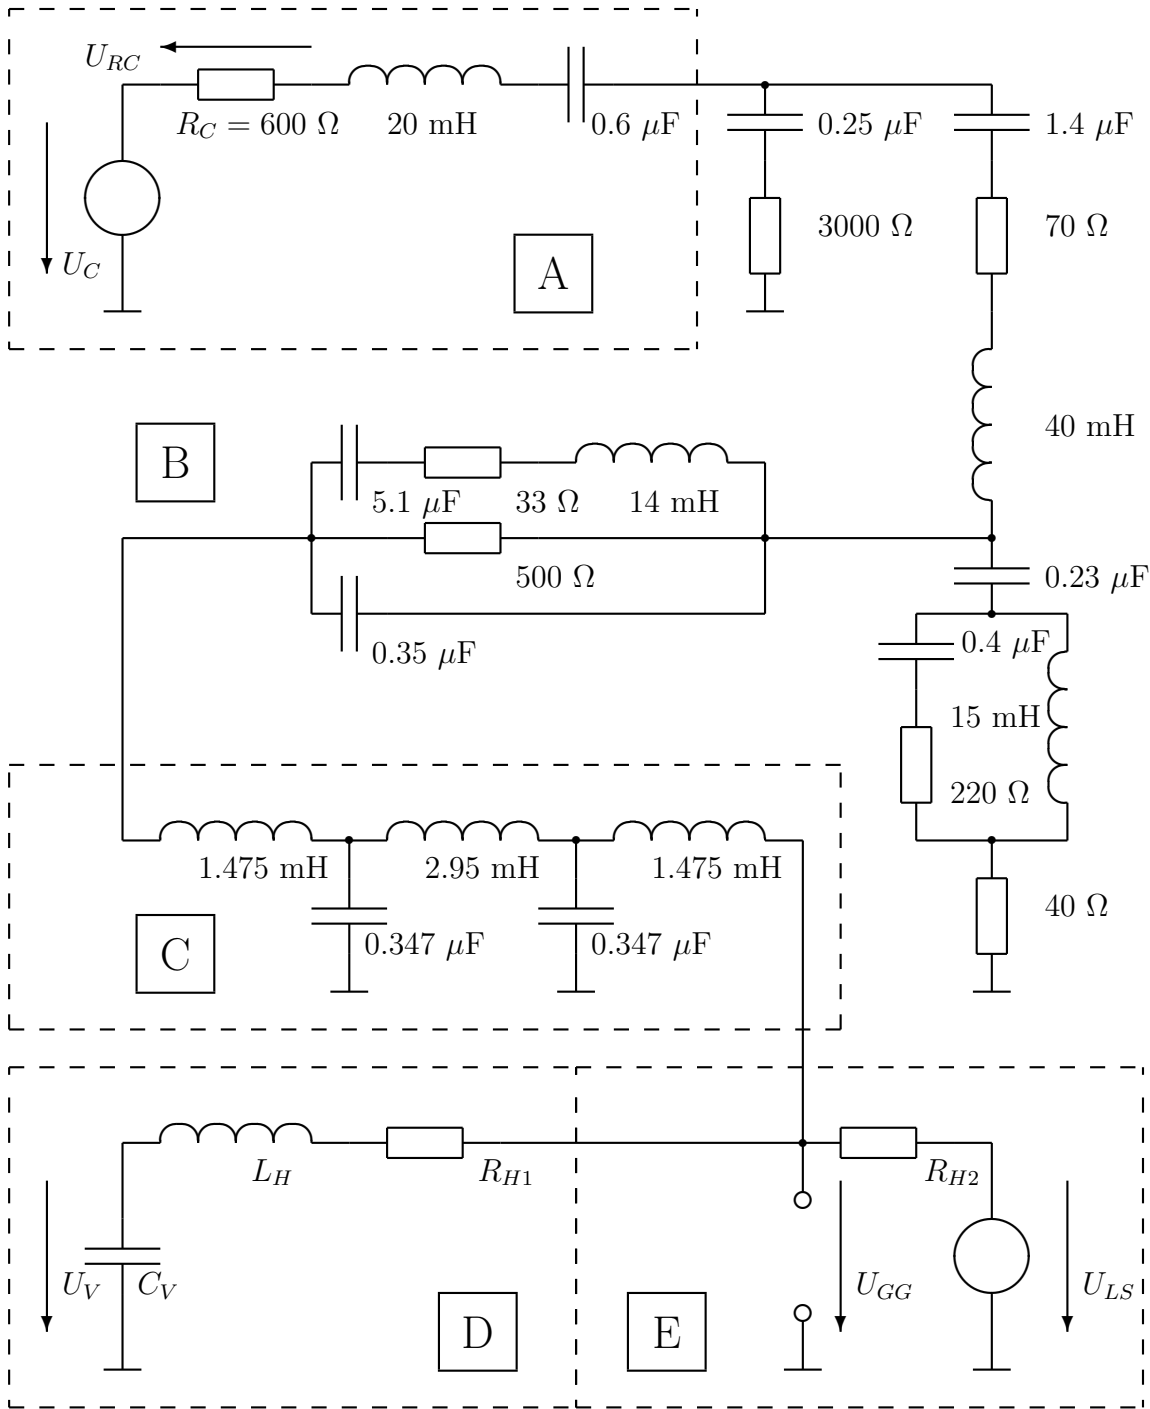 U_RC
R_C = 600 Ω
20 mH
0.6 μF
0.25 μF
1.4 μF
3000 Ω
70 Ω
U_C
A
40 mH
B
5.1 μF
33 Ω
14 mH
500 Ω
0.23 μF
0.35 μF
0.4 μF
15 mH
220 Ω
1.475 mH
2.95 mH
1.475 mH
40 Ω
C
0.347 μF
0.347 μF
L_H
R_H1
R_H2
U_V
C_V
U_GG
U_LS
D
E